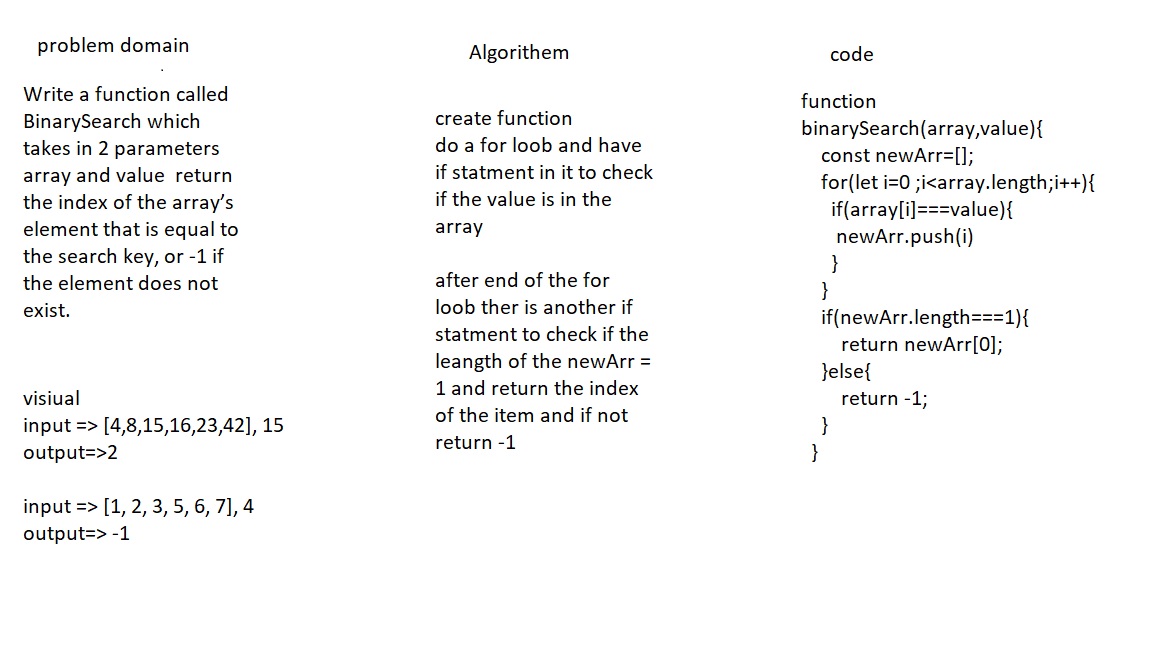 problem domain
Write a function called
BinarySearch which
takes in 2 parameters
array and value  return
the index of the array’s
element that is equal to
the search key, or -1 if
the element does not
exist.
visiual
input => [4,8,15,16,23,42], 15
output=>2
input => [1, 2, 3, 5, 6, 7], 4
output=> -1
Algorithem
create function
do a for loob and have
if statment in it to check
if the value is in the
array
after end of the for
loob ther is another if
statment to check if the
leangth of the newArr =
1 and return the index
of the item and if not
return -1
code
function
binarySearch(array,value){
const newArr=[];
for(let i=0 ;i<array.length;i++){
if(array[i]===value){
newArr.push(i)
}
}
if(newArr.length===1){
return newArr[0];
}else{
return -1;
}
}